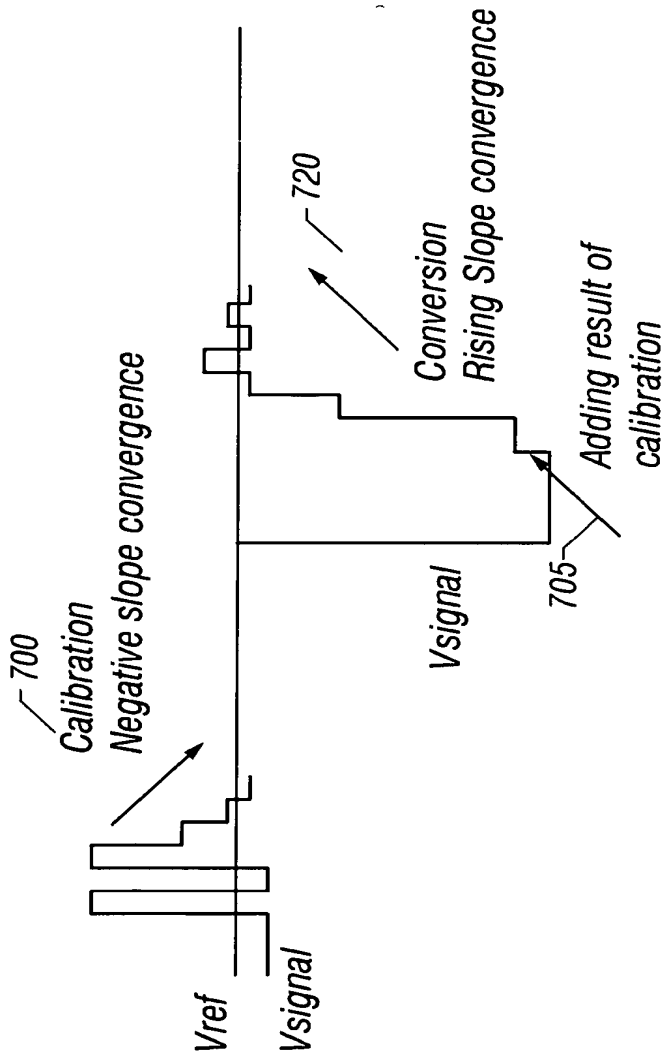 700
Calibration
Negative slope convergence
Vref
Vsignal
720
Conversion
Rising Slope convergence
Vsignal
705
Adding result of
calibration